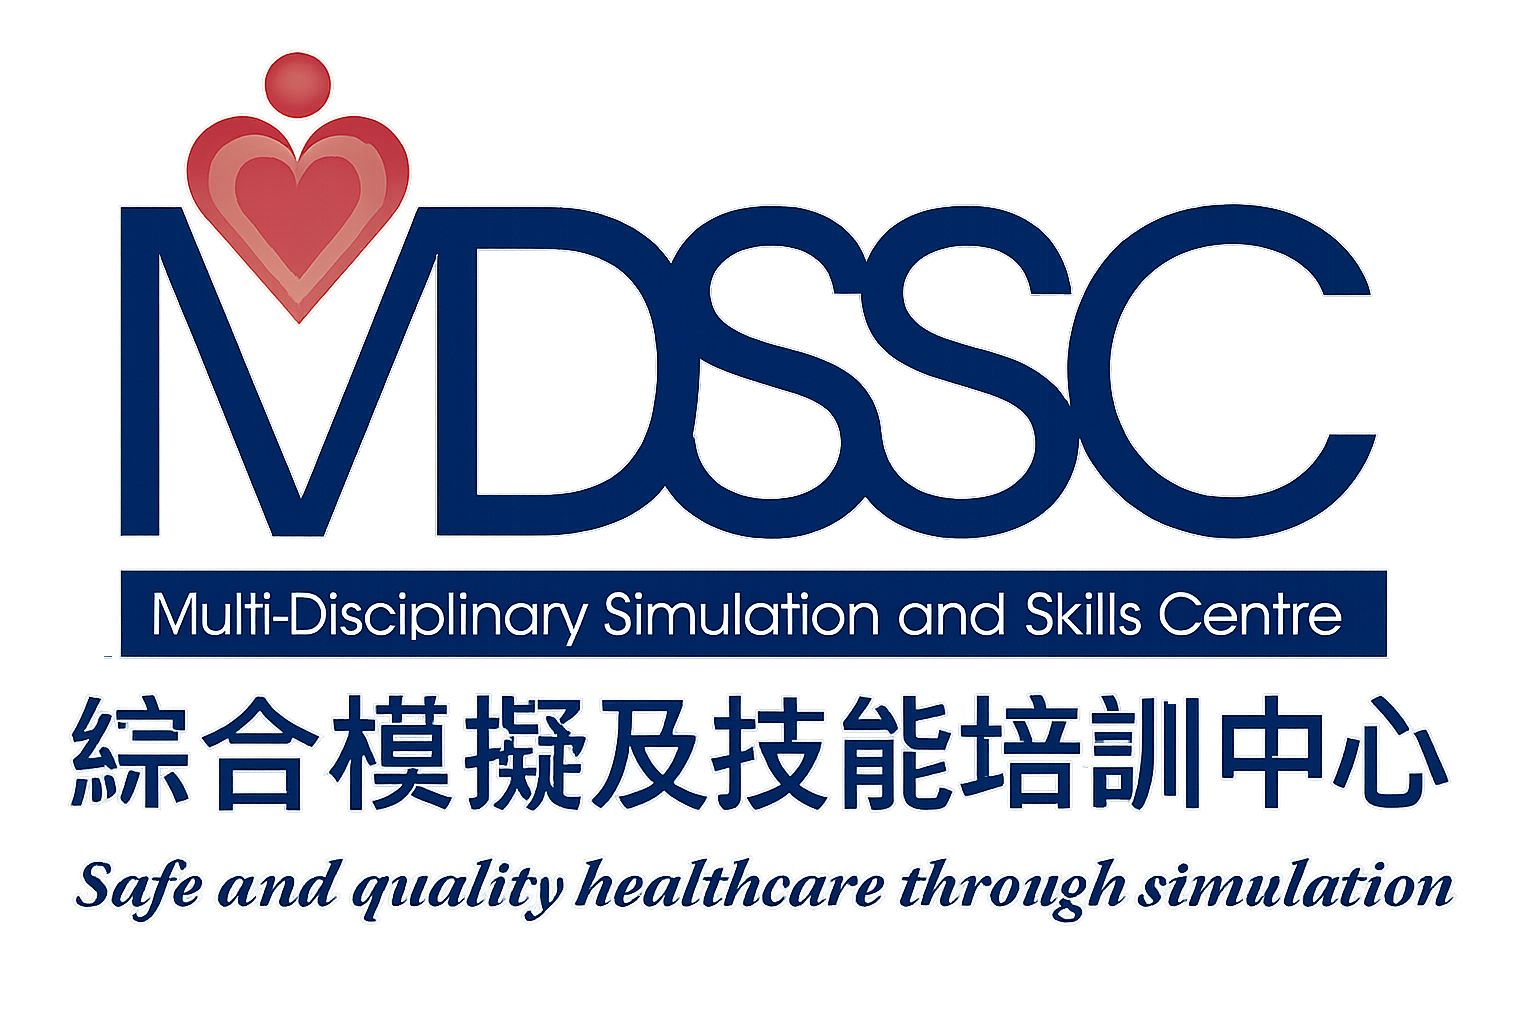 MDSSC
Multi-Disciplinary Simulation and Skills Centre
綜合模擬及技能培訓中心
Safe and quality healthcare through simulation